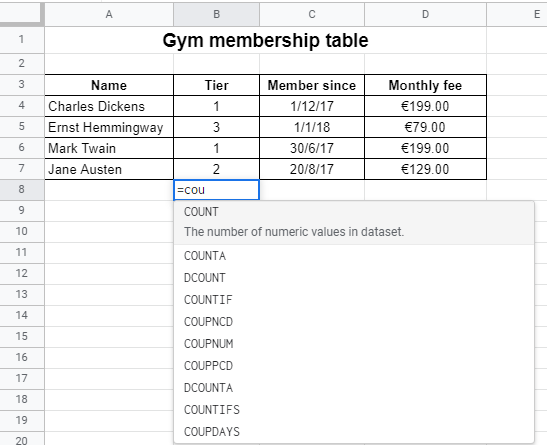 A B C D E
1 Gym membership table
2
3 Name Tier Member since Monthly fee
4 Charles Dickens 1 1/12/17 €199.00
5 Ernst Hemmingway 3 1/1/18 €79.00
6 Mark Twain 1 30/6/17 €199.00
7 Jane Austen 2 20/8/17 €129.00
8 =cou
9 COUNT
10 The number of numeric values in dataset.
11 COUNTA
12 DCOUNT
13 COUNTIF
14 COUPNCD
15 COUPNUM
16 COUPPCD
17 DCOUNTA
18 COUNTIFS
19 COUPDAYS
20